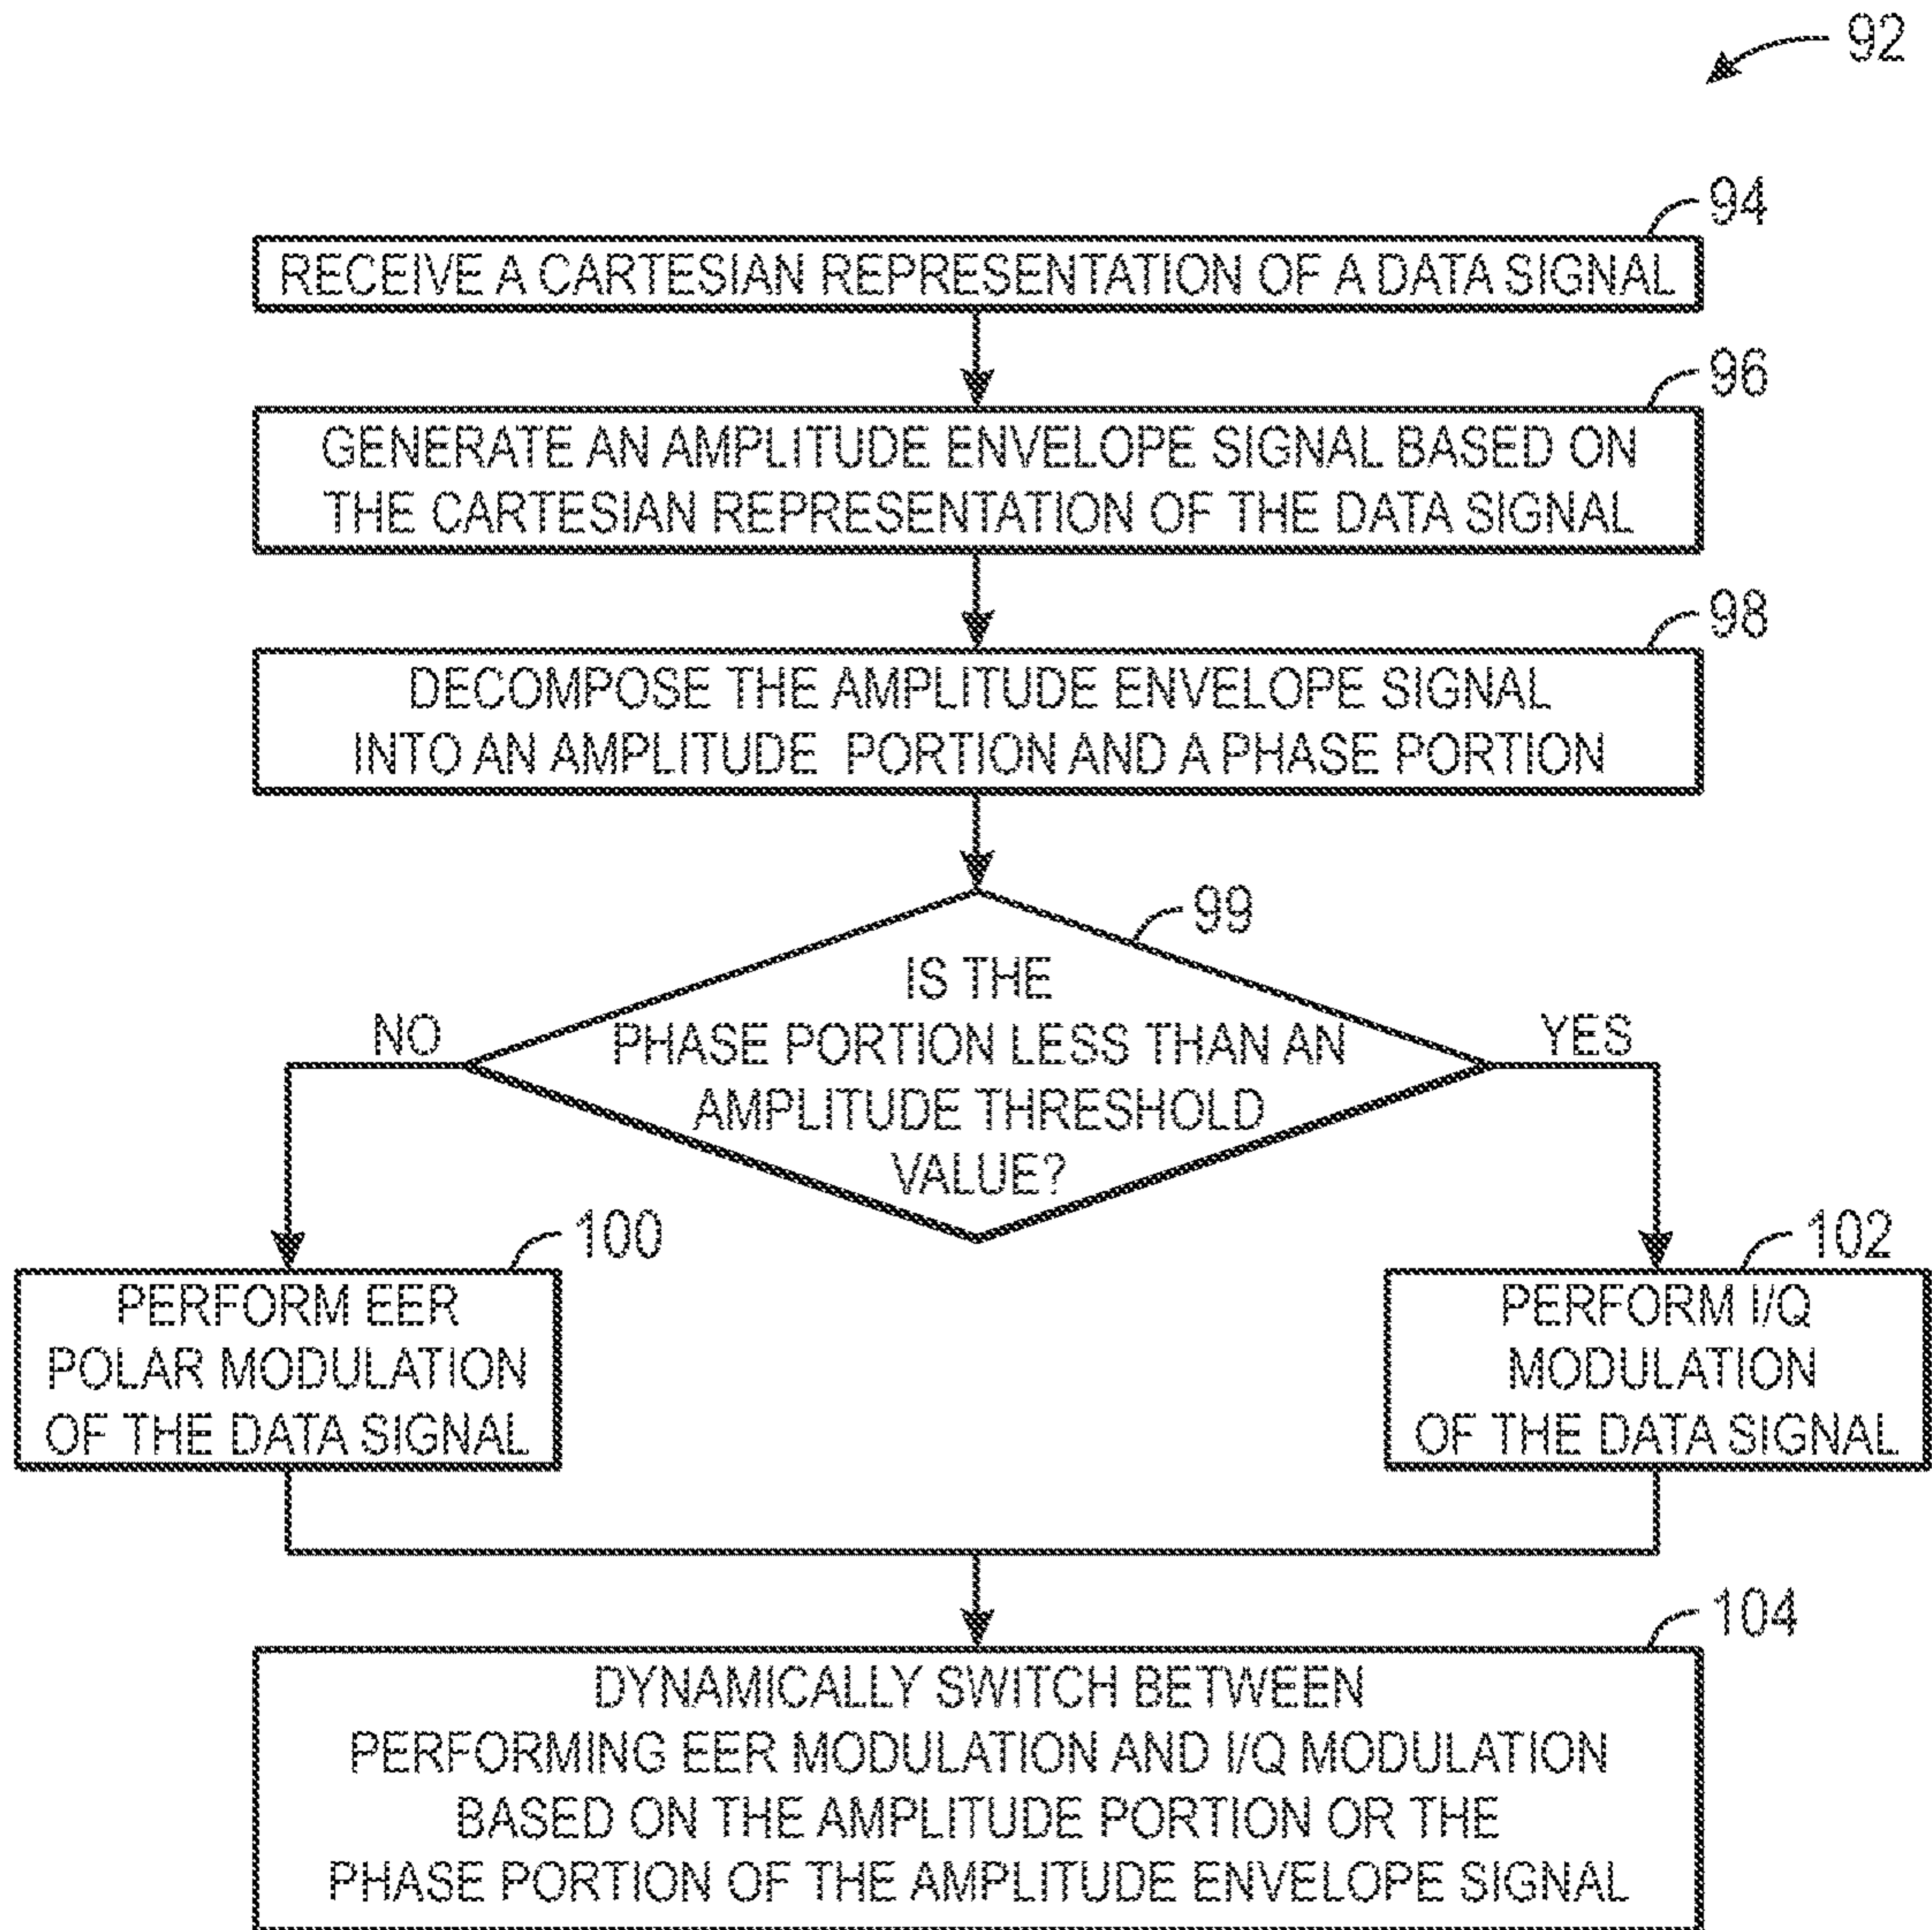 92
94
RECEIVE A CARTESIAN REPRESENTATION OF A DATA SIGNAL
96
GENERATE AN AMPLITUDE ENVELOPE SIGNAL BASED ON
THE CARTESIAN REPRESENTATION OF THE DATA SIGNAL
98
DECOMPOSE THE AMPLITUDE ENVELOPE SIGNAL
INTO AN AMPLITUDE PORTION AND A PHASE PORTION
99
IS THE
PHASE PORTION LESS THAN AN
AMPLITUDE THRESHOLD
VALUE?
NO
YES
100
PERFORM EER
POLAR MODULATION
OF THE DATA SIGNAL
102
PERFORM I/Q
MODULATION
OF THE DATA SIGNAL
104
DYNAMICALLY SWITCH BETWEEN
PERFORMING EER MODULATION AND I/Q MODULATION
BASED ON THE AMPLITUDE PORTION OR THE
PHASE PORTION OF THE AMPLITUDE ENVELOPE SIGNAL